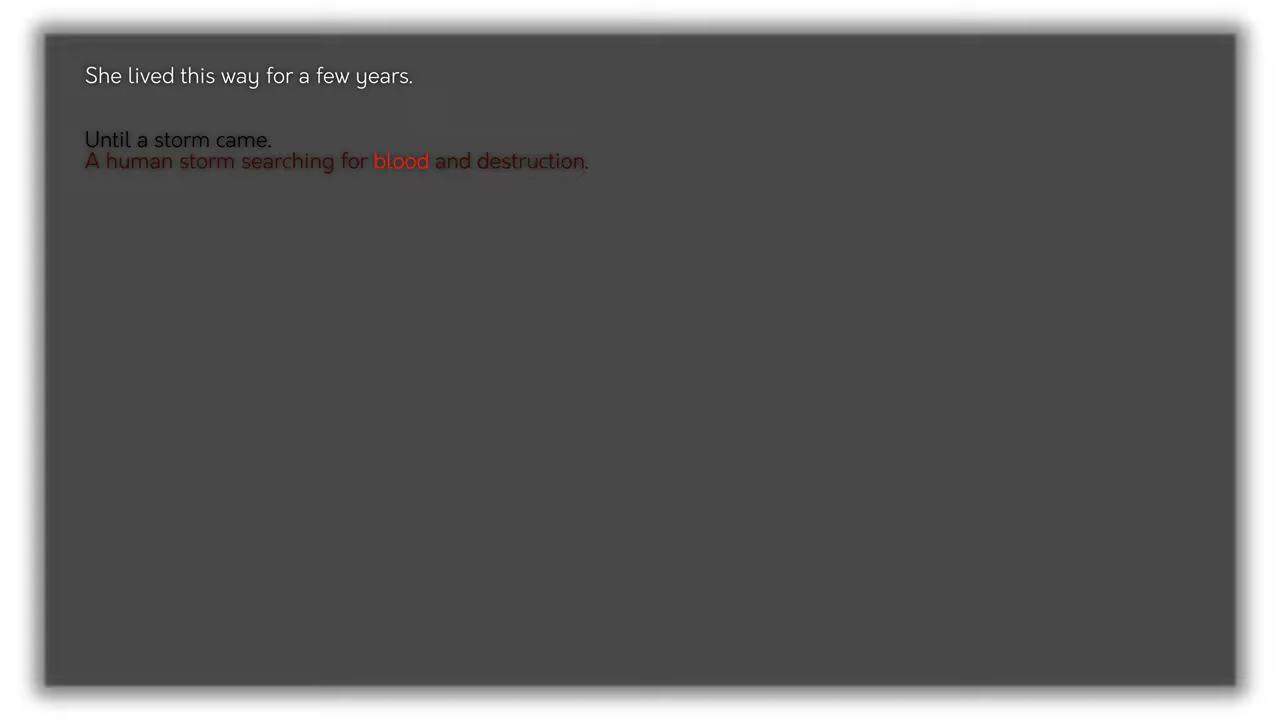 She lived this way for a few years.
Until a storm came.
A human storm searching for blood and destruction.